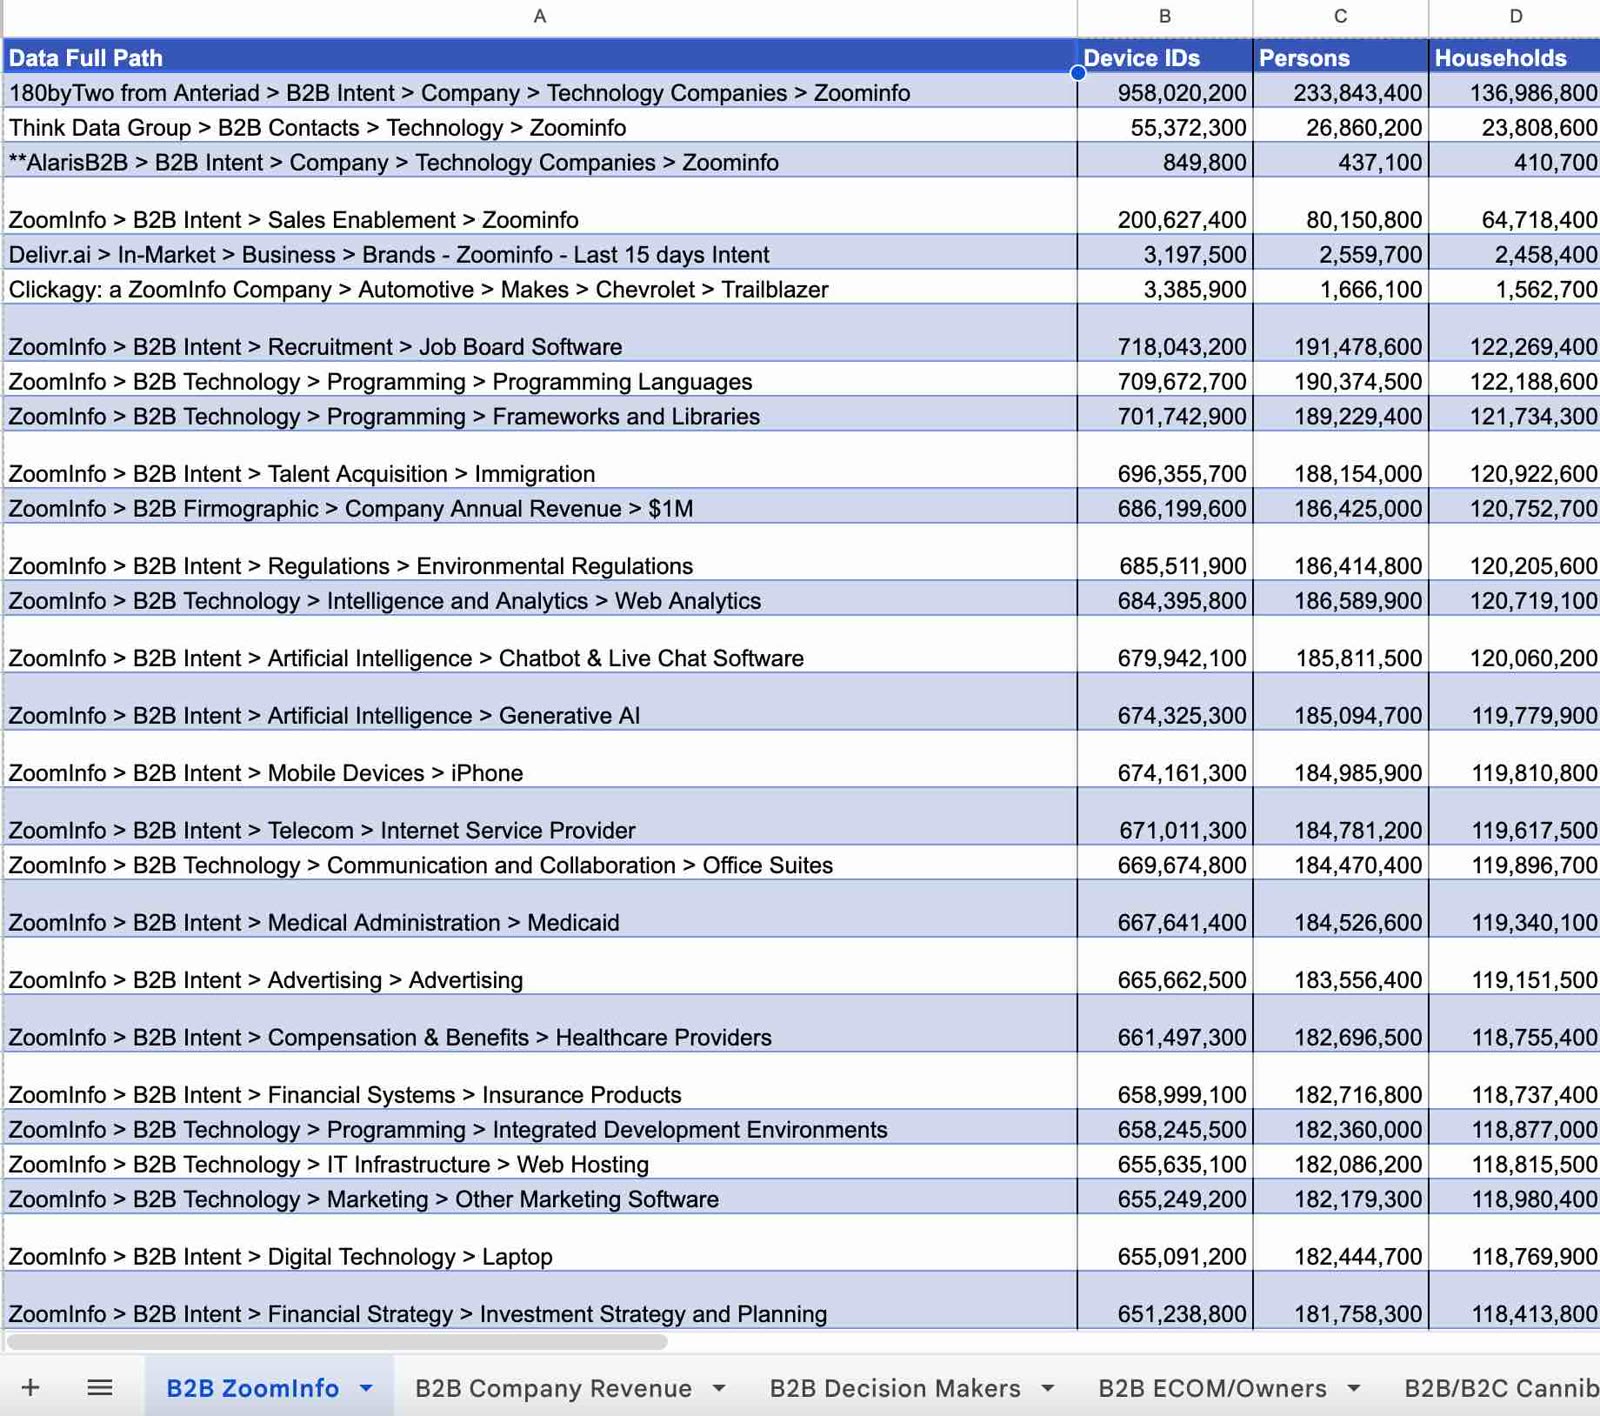 A B C D
Data Full Path Device IDs Persons Households
180byTwo from Anteriad > B2B Intent > Company > Technology Companies > Zoominfo 958,020,200 233,843,400 136,986,800
Think Data Group > B2B Contacts > Technology > Zoominfo 55,372,300 26,860,200 23,808,600
**AlarisB2B > B2B Intent > Company > Technology Companies > Zoominfo 849,800 437,100 410,700
ZoomInfo > B2B Intent > Sales Enablement > Zoominfo 200,627,400 80,150,800 64,718,400
Delivr.ai > In-Market > Business > Brands - Zoominfo - Last 15 days Intent 3,197,500 2,559,700 2,458,400
Clickagy: a ZoomInfo Company > Automotive > Makes > Chevrolet > Trailblazer 3,385,900 1,666,100 1,562,700
ZoomInfo > B2B Intent > Recruitment > Job Board Software 718,043,200 191,478,600 122,269,400
ZoomInfo > B2B Technology > Programming > Programming Languages 709,672,700 190,374,500 122,188,600
ZoomInfo > B2B Technology > Programming > Frameworks and Libraries 701,742,900 189,229,400 121,734,300
ZoomInfo > B2B Intent > Talent Acquisition > Immigration 696,355,700 188,154,000 120,922,600
ZoomInfo > B2B Firmographic > Company Annual Revenue > $1M 686,199,600 186,425,000 120,752,700
ZoomInfo > B2B Intent > Regulations > Environmental Regulations 685,511,900 186,414,800 120,205,600
ZoomInfo > B2B Technology > Intelligence and Analytics > Web Analytics 684,395,800 186,589,900 120,719,100
ZoomInfo > B2B Intent > Artificial Intelligence > Chatbot & Live Chat Software 679,942,100 185,811,500 120,060,200
ZoomInfo > B2B Intent > Artificial Intelligence > Generative AI 674,325,300 185,094,700 119,779,900
ZoomInfo > B2B Intent > Mobile Devices > iPhone 674,161,300 184,985,900 119,810,800
ZoomInfo > B2B Intent > Telecom > Internet Service Provider 671,011,300 184,781,200 119,617,500
ZoomInfo > B2B Technology > Communication and Collaboration > Office Suites 669,674,800 184,470,400 119,896,700
ZoomInfo > B2B Intent > Medical Administration > Medicaid 667,641,400 184,526,600 119,340,100
ZoomInfo > B2B Intent > Advertising > Advertising 665,662,500 183,556,400 119,151,500
ZoomInfo > B2B Intent > Compensation & Benefits > Healthcare Providers 661,497,300 182,696,500 118,755,400
ZoomInfo > B2B Intent > Financial Systems > Insurance Products 658,999,100 182,716,800 118,737,400
ZoomInfo > B2B Technology > Programming > Integrated Development Environments 658,245,500 182,360,000 118,877,000
ZoomInfo > B2B Technology > IT Infrastructure > Web Hosting 655,635,100 182,086,200 118,815,500
ZoomInfo > B2B Technology > Marketing > Other Marketing Software 655,249,200 182,179,300 118,980,400
ZoomInfo > B2B Intent > Digital Technology > Laptop 655,091,200 182,444,700 118,769,900
ZoomInfo > B2B Intent > Financial Strategy > Investment Strategy and Planning 651,238,800 181,758,300 118,413,800
B2B ZoomInfo B2B Company Revenue B2B Decision Makers B2B ECOM/Owners B2B/B2C Cannib